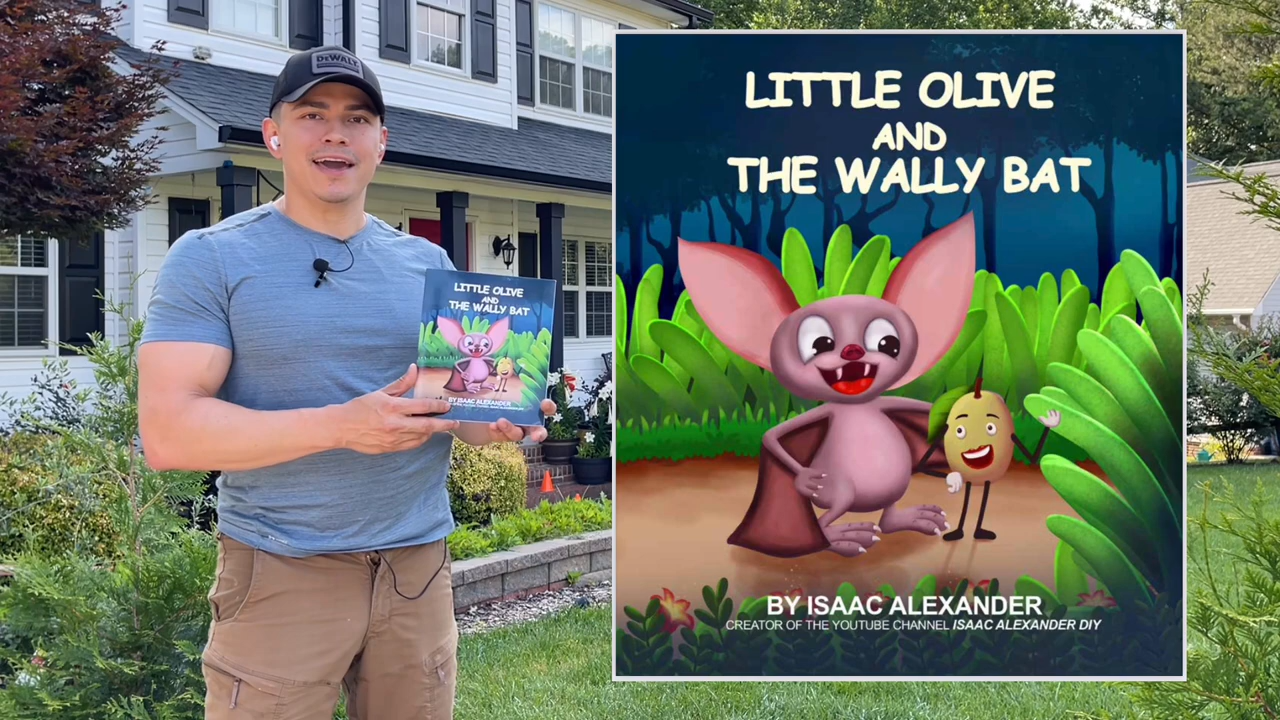 DEWALT
LITTLE OLIVE
AND
THE WALLY BAT
BY ISAAC ALEXANDER
LITTLE OLIVE
AND
THE WALLY BAT
BY ISAAC ALEXANDER
CREATOR OF THE YOUTUBE CHANNEL ISAAC ALEXANDER DIY